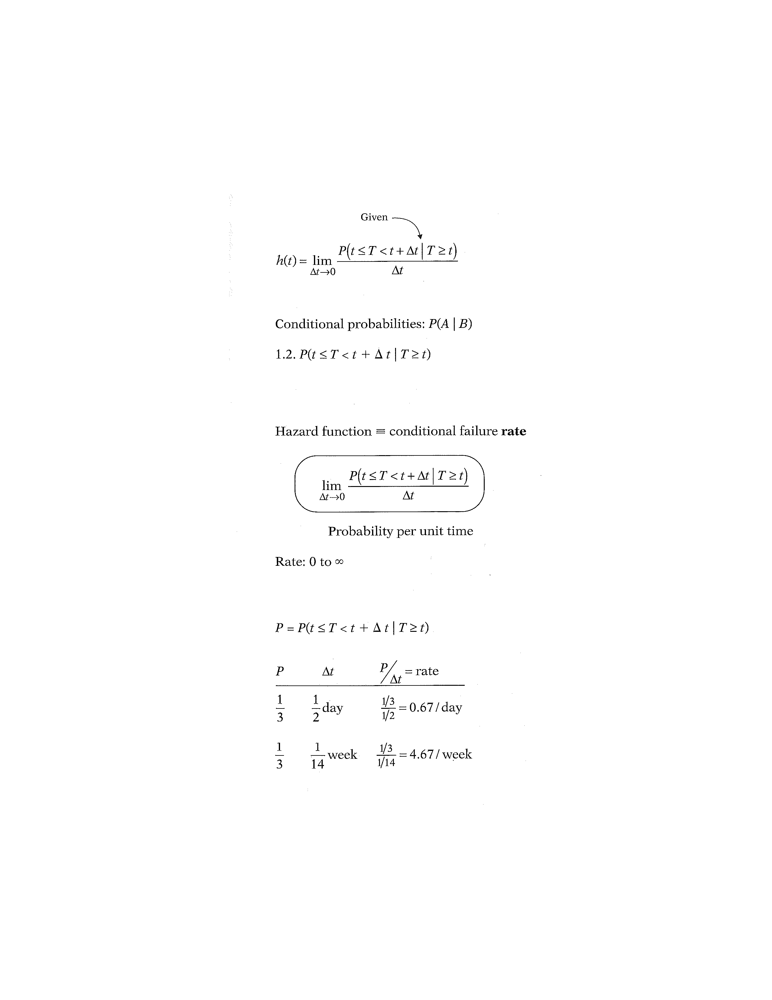 Given
h(t) = lim Δt→0 P(t ≤ T < t + Δt | T ≥ t) / Δt
Conditional probabilities: P(A | B)
1.2. P(t ≤ T < t + Δ t | T ≥ t)
Hazard function ≡ conditional failure rate
lim Δt→0 P(t ≤ T < t + Δt | T ≥ t) / Δt
Probability per unit time
Rate: 0 to ∞
P = P(t ≤ T < t + Δ t | T ≥ t)
P Δt P/Δt = rate
1/3 1/2 day (1/3)/(1/2) = 0.67 / day
1/3 1/14 week (1/3)/(1/14) = 4.67 / week